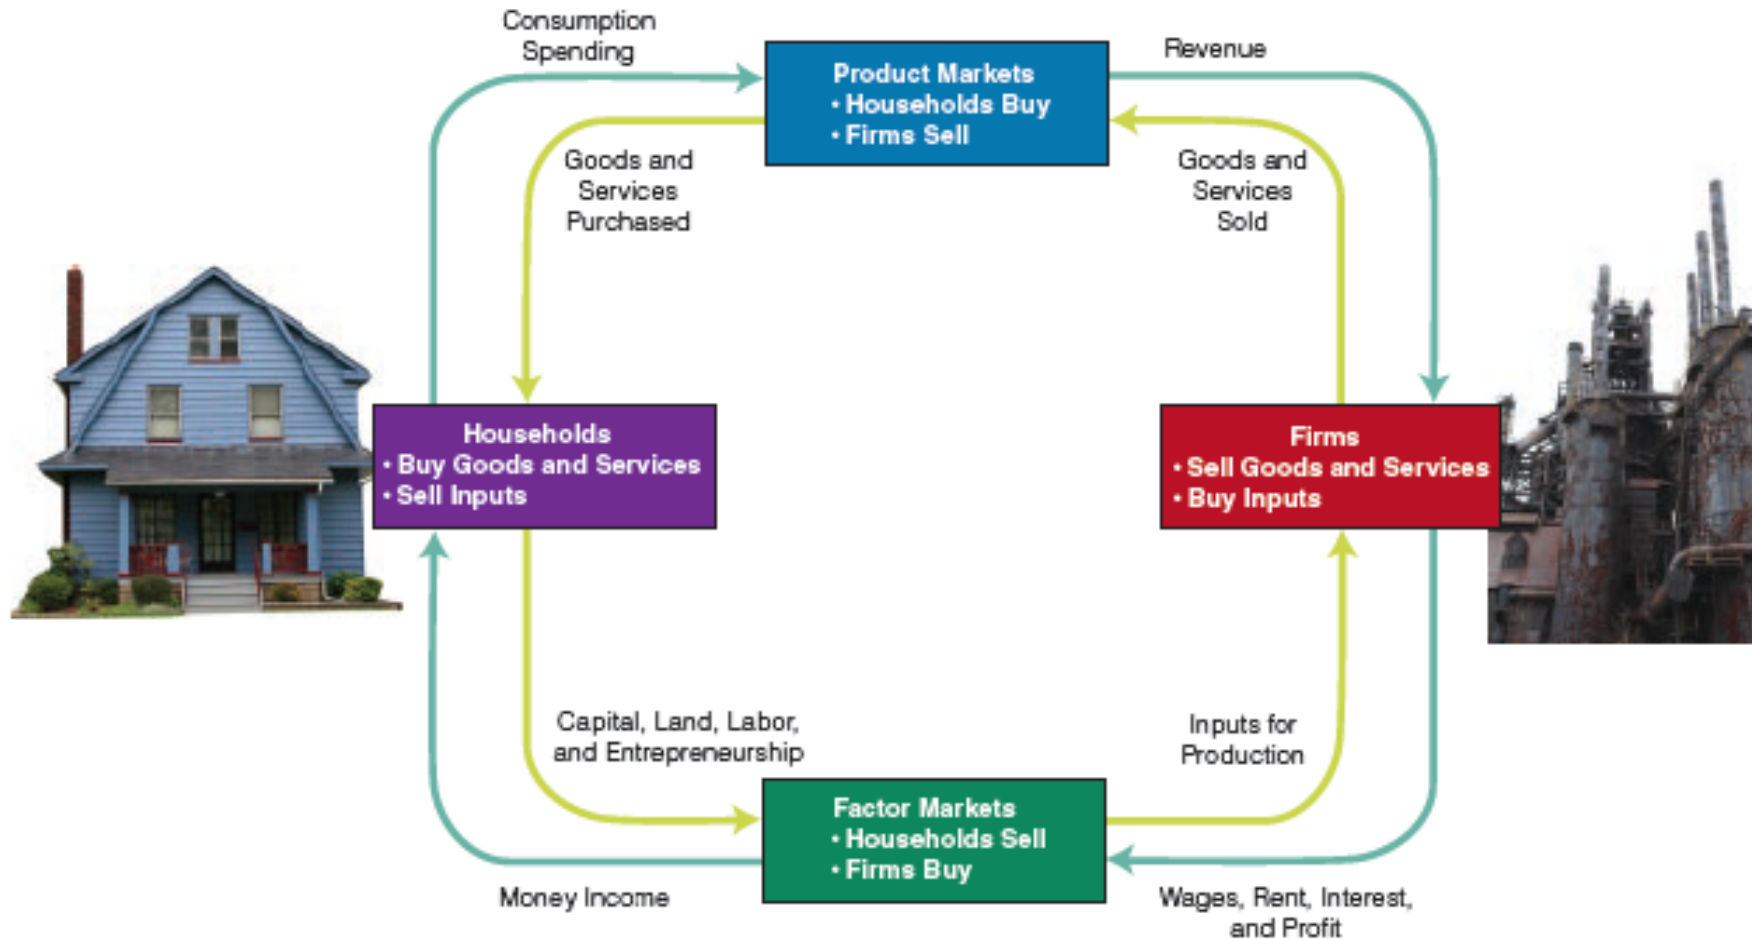 Consumption
Spending
Product Markets
• Households Buy
• Firms Sell
Revenue
Goods and
Services
Purchased
Goods and
Services
Sold
Households
• Buy Goods and Services
• Sell Inputs
Firms
• Sell Goods and Services
• Buy Inputs
Capital, Land, Labor,
and Entrepreneurship
Inputs for
Production
Factor Markets
• Households Sell
• Firms Buy
Money Income
Wages, Rent, Interest,
and Profit